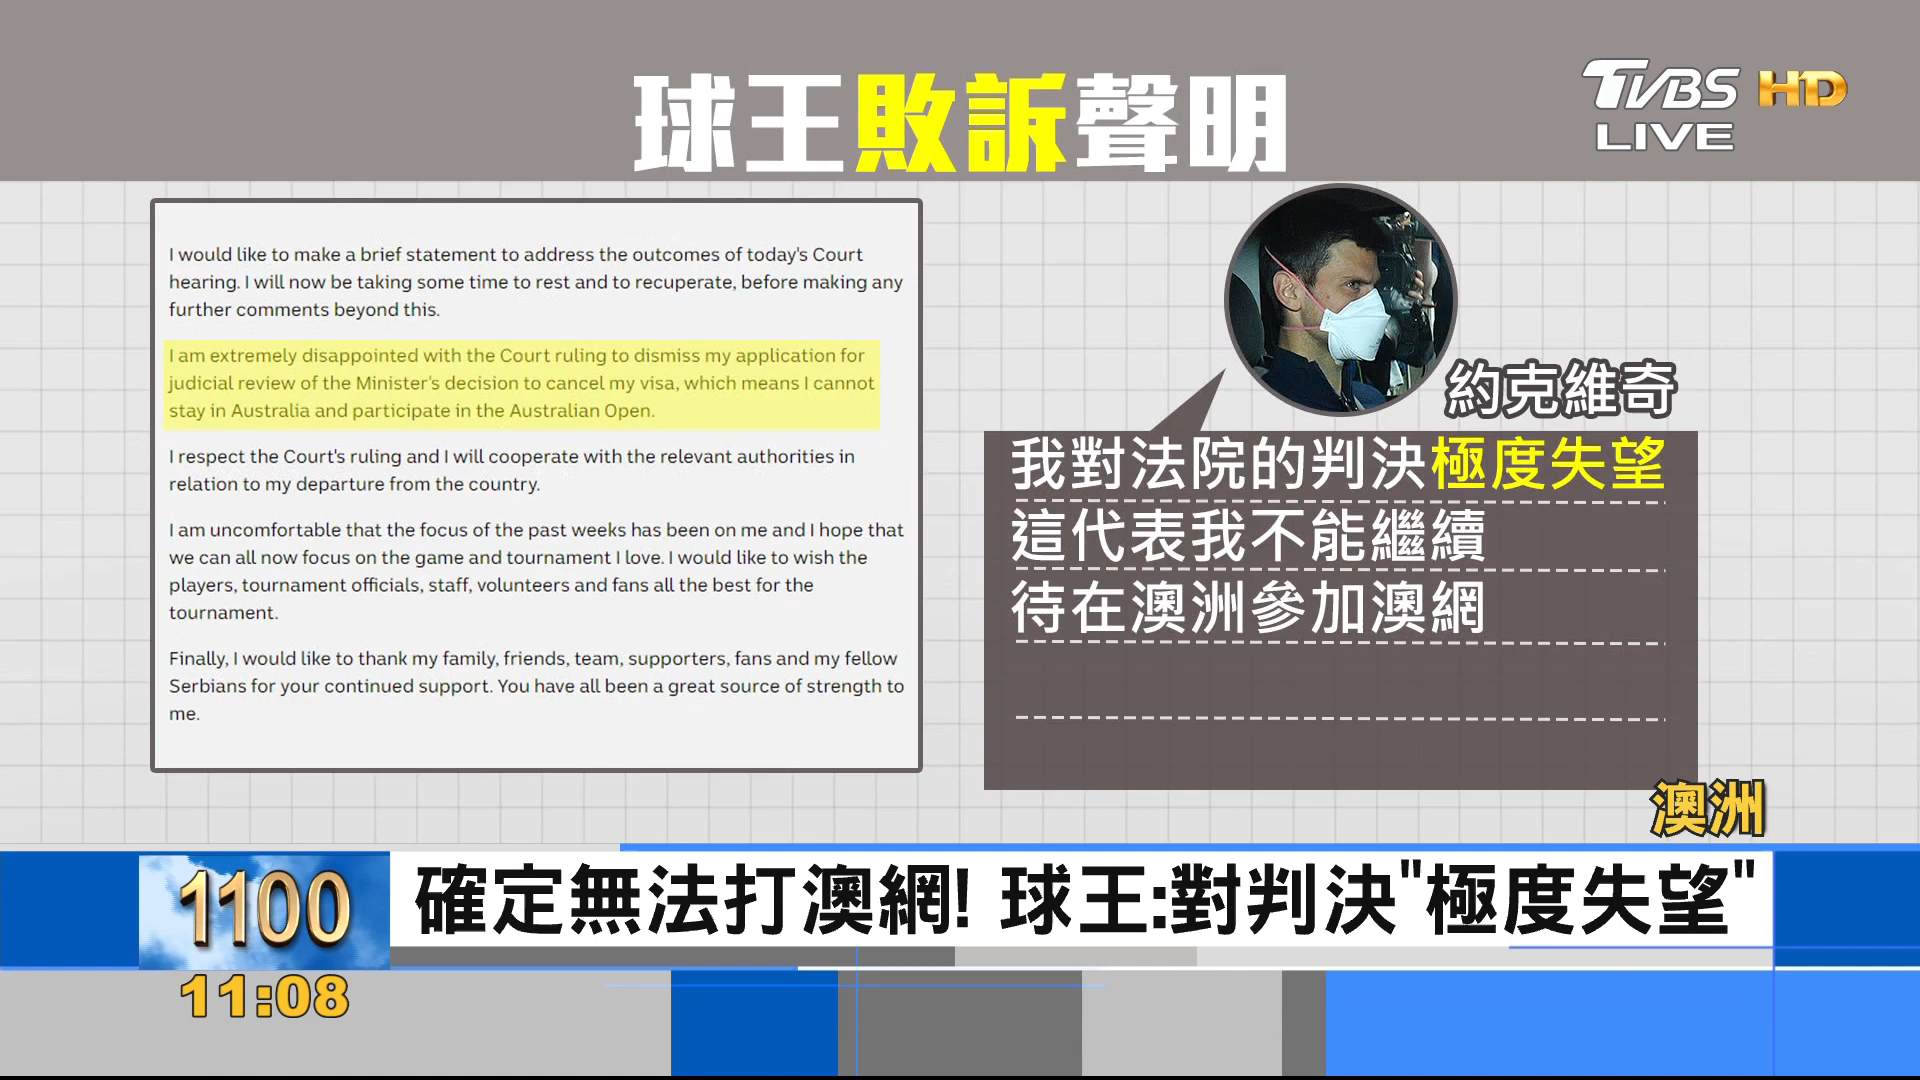 球王敗訴聲明
TVBS HD
LIVE
I would like to make a brief statement to address the outcomes of today's Court
hearing. I will now be taking some time to rest and to recuperate, before making any
further comments beyond this.
I am extremely disappointed with the Court ruling to dismiss my application for
judicial review of the Minister's decision to cancel my visa, which means I cannot
stay in Australia and participate in the Australian Open.
I respect the Court's ruling and I will cooperate with the relevant authorities in
relation to my departure from the country.
I am uncomfortable that the focus of the past weeks has been on me and I hope that
we can all now focus on the game and tournament I love. I would like to wish the
players, tournament officials, staff, volunteers and fans all the best for the
tournament.
Finally, I would like to thank my family, friends, team, supporters, fans and my fellow
Serbians for your continued support. You have all been a great source of strength to
me.
約克維奇
我對法院的判決極度失望
這代表我不能繼續
待在澳洲參加澳網
澳洲
1100
確定無法打澳網! 球王:對判決"極度失望"
11:08